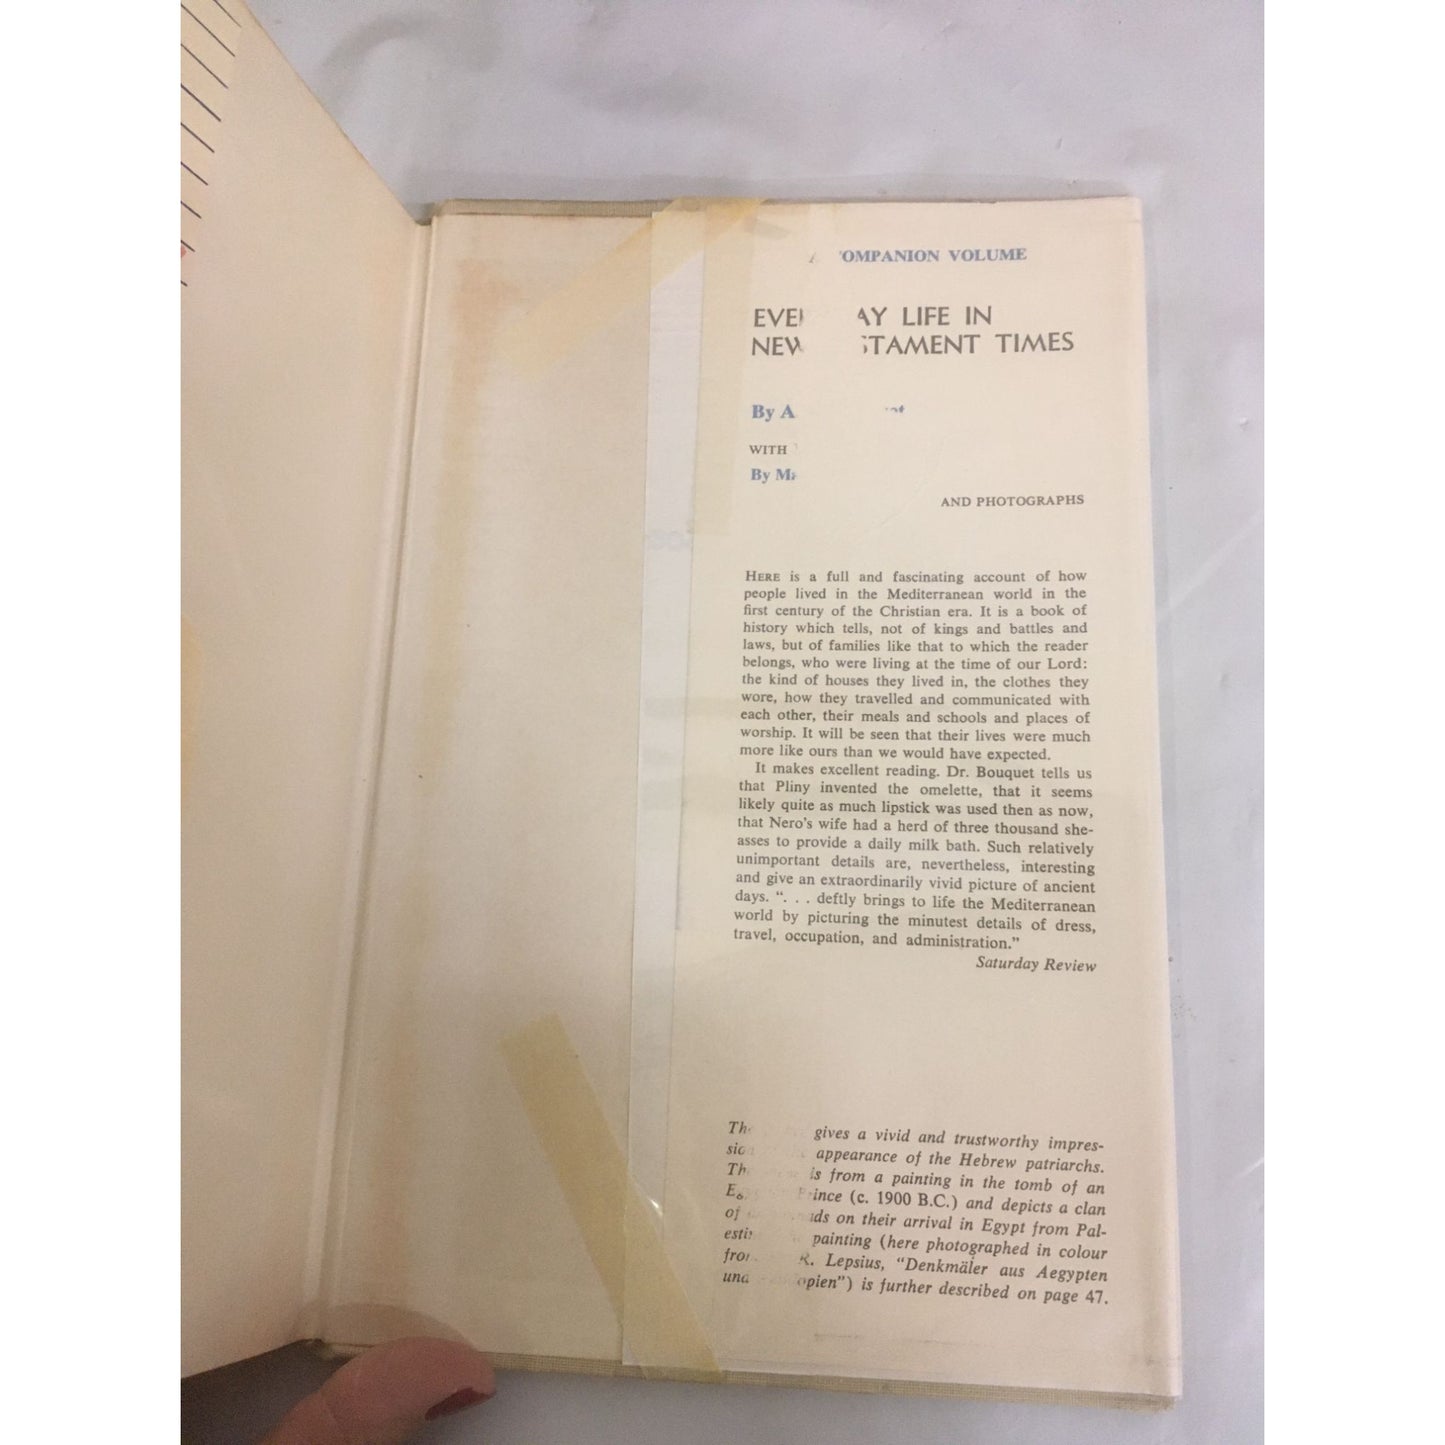 COMPANION VOLUME
LIFE IN
TIMES
By A
WITH
By
AND PHOTOGRAPHS
HERE is a full and fascinating account of how
people lived in the Mediterranean world in the
first century of the Christian era. It is a book of
history which tells, not of kings and battles and
laws, but of families like that to which the reader
belongs, who were living at the time of our Lord:
the kind of houses they lived in, the clothes they
wore, how they travelled and communicated with
each other, their meals and schools and places of
worship. It will be seen that their lives were much
more like ours than we would have expected.
It makes excellent reading. Dr. Bouquet tells us
that Pliny invented the omelette, that it seems
likely quite as much lipstick was used then as now,
that Nero's wife had a herd of three thousand she-
asses to provide a daily milk bath. Such relatively
unimportant details are, nevertheless, interesting
and give an extraordinarily vivid picture of ancient
days. “. . . deftly brings to life the Mediterranean
world by picturing the minutest details of dress,
travel, occupation, and administration.”
Saturday Review
gives a vivid and trustworthy impres-
appearance of the Hebrew patriarchs.
is from a painting in the tomb of an
(c. 1900 B.C.) and depicts a clan
of on their arrival in Egypt from Pal-
painting (here photographed in colour
R. Lepsius, “Denkmäler aus Aegypten
”) is further described on page 47.